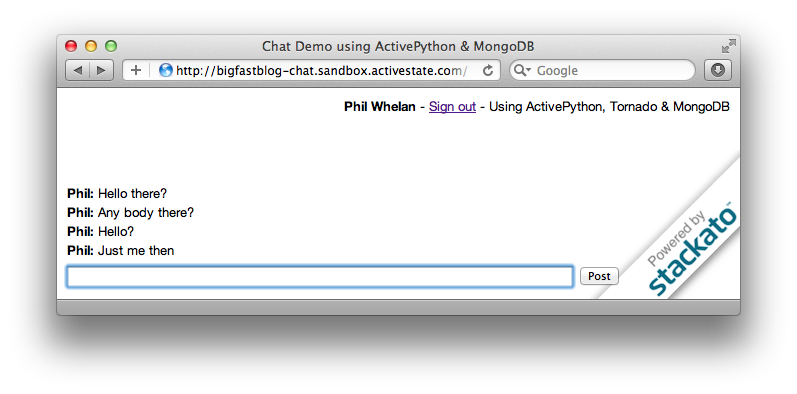 Chat Demo using ActivePython & MongoDB
http://bigfastblog-chat.sandbox.activestate.com/
Google
Phil Whelan - Sign out - Using ActivePython, Tornado & MongoDB
Phil: Hello there?
Phil: Any body there?
Phil: Hello?
Phil: Just me then
Post
Powered by
stackato™